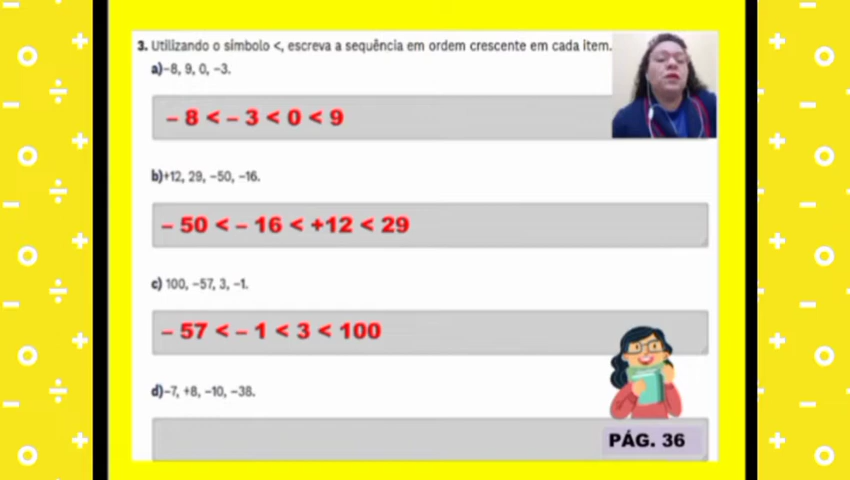 3. Utilizando o símbolo <, escreva a sequência em ordem crescente em cada item.
a)–8, 9, 0, –3.
– 8 < – 3 < 0 < 9
b)+12, 29, –50, –16.
– 50 < – 16 < +12 < 29
c) 100, –57, 3, –1.
– 57 < – 1 < 3 < 100
d)–7, +8, –10, –38.
PÁG. 36